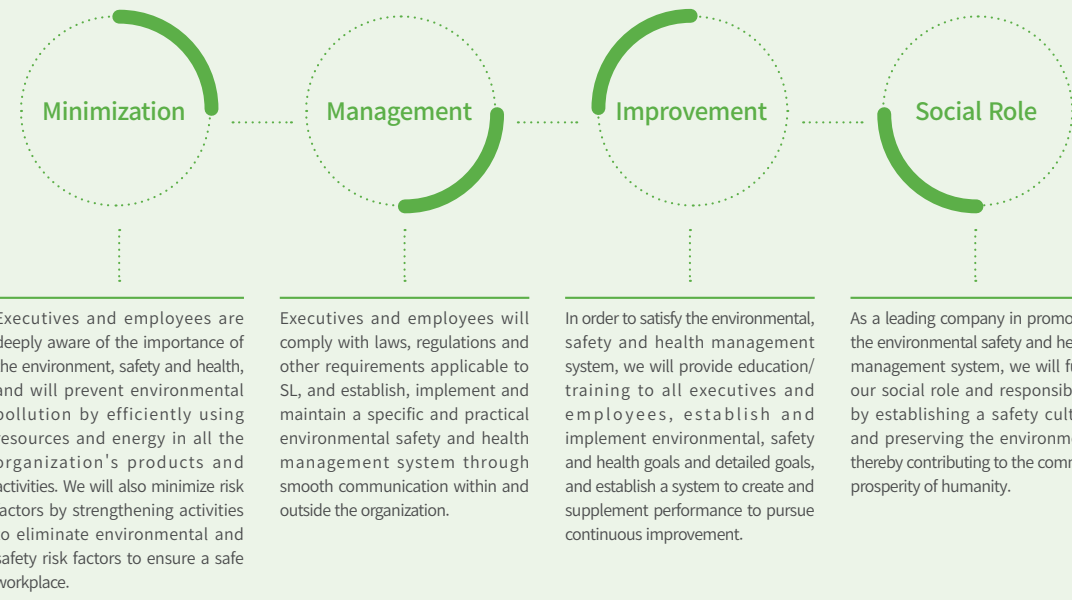 Minimization
Management
Improvement
Social Role
Executives and employees are
deeply aware of the importance of
the environment, safety and health,
and will prevent environmental
pollution by efficiently using
resources and energy in all the
organization's products and
activities. We will also minimize risk
factors by strengthening activities
to eliminate environmental and
safety risk factors to ensure a safe
workplace.
Executives and employees will
comply with laws, regulations and
other requirements applicable to
SL, and establish, implement and
maintain a specific and practical
environmental safety and health
management system through
smooth communication within and
outside the organization.
In order to satisfy the environmental,
safety and health management
system, we will provide education/
training to all executives and
employees, establish and
implement environmental, safety
and health goals and detailed goals,
and establish a system to create and
supplement performance to pursue
continuous improvement.
As a leading company in promo
the environmental safety and he
management system, we will fu
our social role and responsib
by establishing a safety cult
and preserving the environme
thereby contributing to the comm
prosperity of humanity.